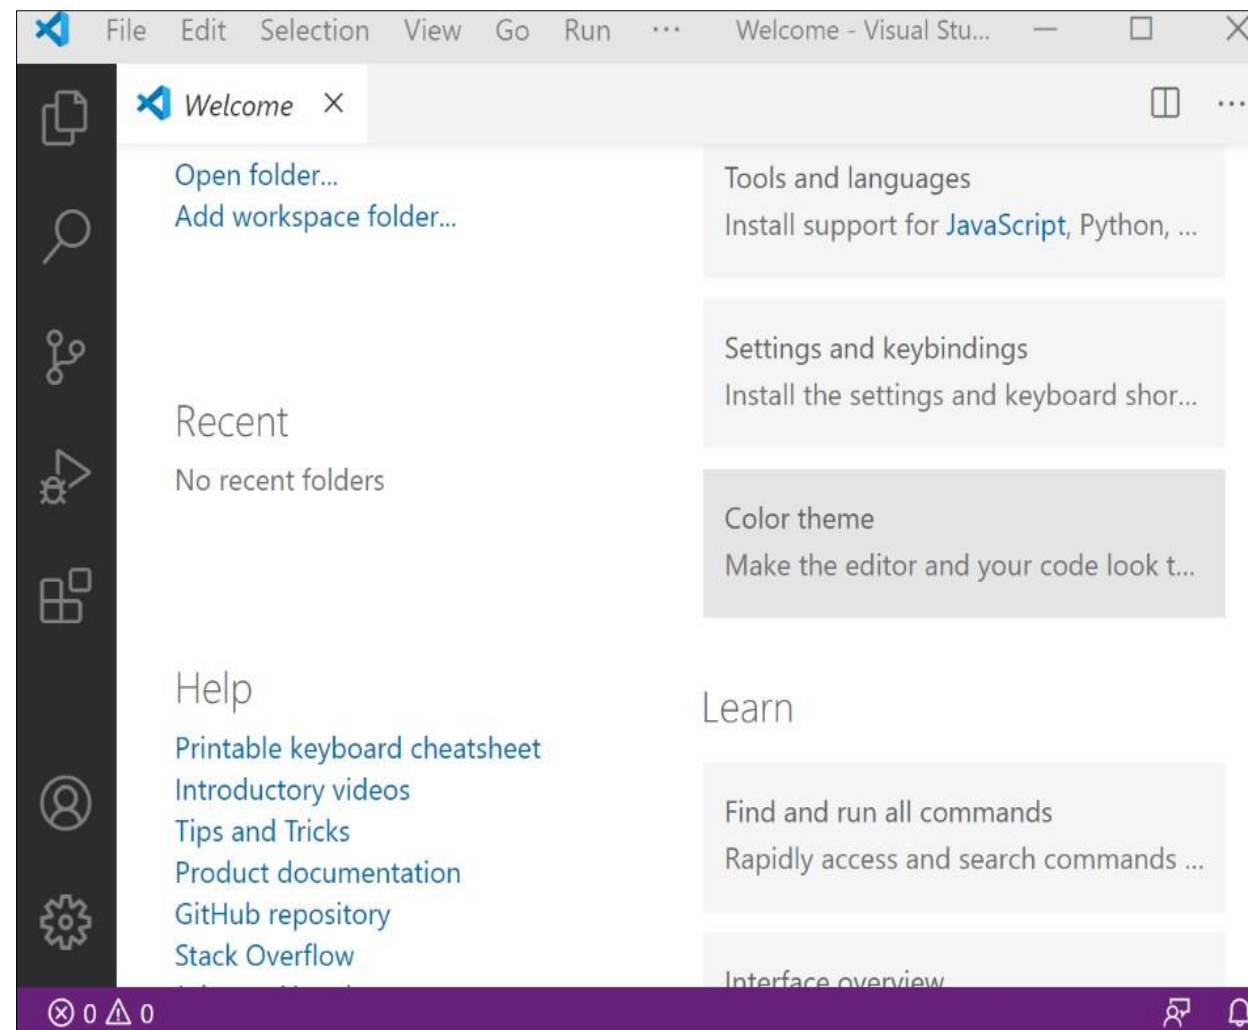 File Edit Selection View Go Run ··· Welcome - Visual Stu...
Welcome
Open folder...
Add workspace folder...
Recent
No recent folders
Help
Printable keyboard cheatsheet
Introductory videos
Tips and Tricks
Product documentation
GitHub repository
Stack Overflow
Tools and languages
Install support for JavaScript, Python, ...
Settings and keybindings
Install the settings and keyboard shor...
Color theme
Make the editor and your code look t...
Learn
Find and run all commands
Rapidly access and search commands ...
Interface overview
0 0